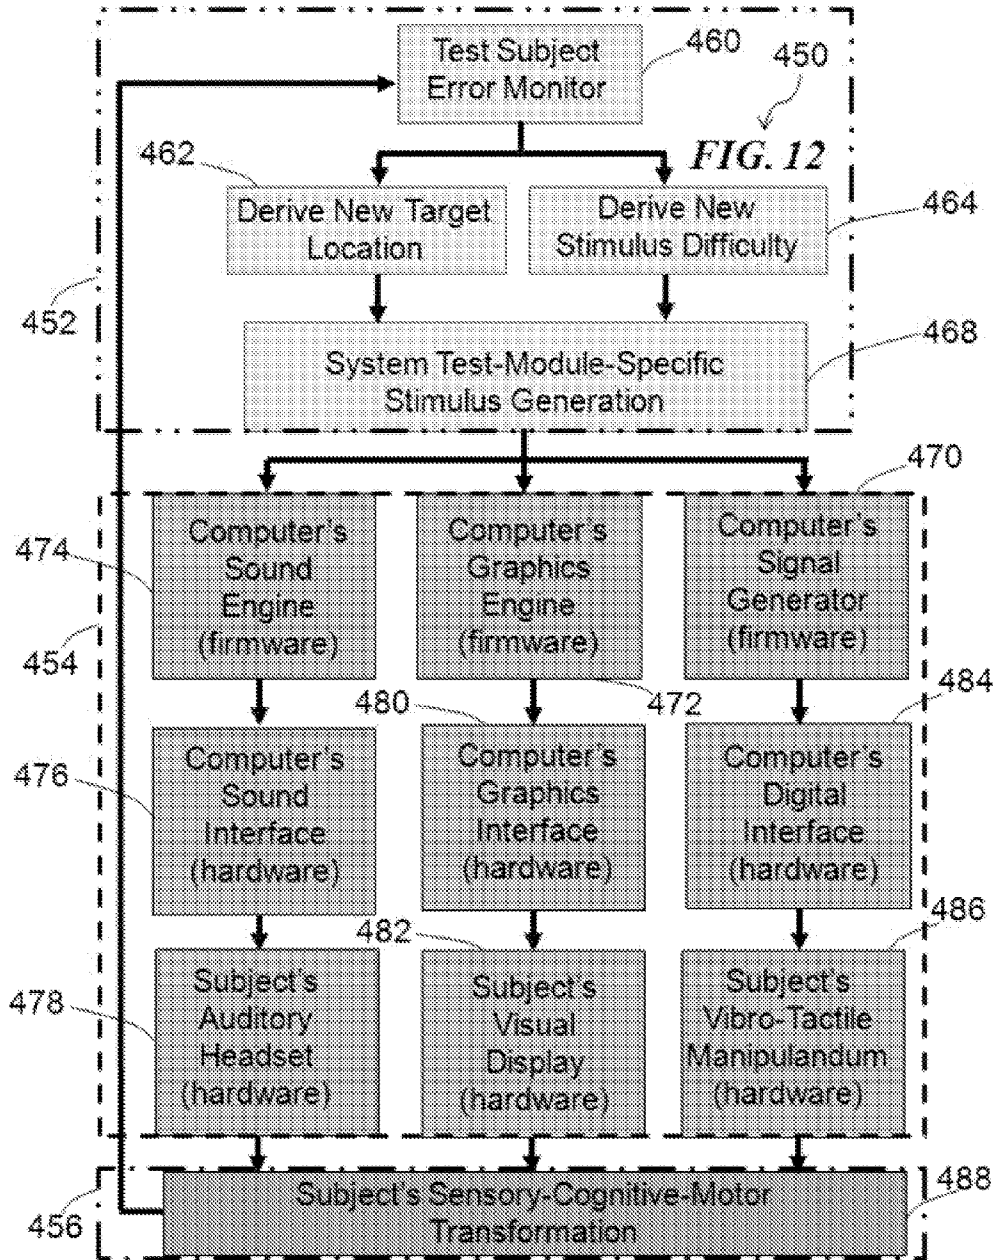 Test Subject
Error Monitor
460
450
FIG. 12
462
Derive New Target
Location
Derive New
Stimulus Difficulty
464
452
System Test-Module-Specific
Stimulus Generation
468
470
474
Computer's
Sound
Engine
(firmware)
Computer's
Graphics
Engine
(firmware)
Computer's
Signal
Generator
(firmware)
454
472
480
484
476
Computer's
Sound
Interface
(hardware)
Computer's
Graphics
Interface
(hardware)
Computer's
Digital
Interface
(hardware)
482
486
478
Subject's
Auditory
Headset
(hardware)
Subject's
Visual
Display
(hardware)
Subject's
Vibro-Tactile
Manipulandum
(hardware)
456
Subject's Sensory-Cognitive-Motor
Transformation
488